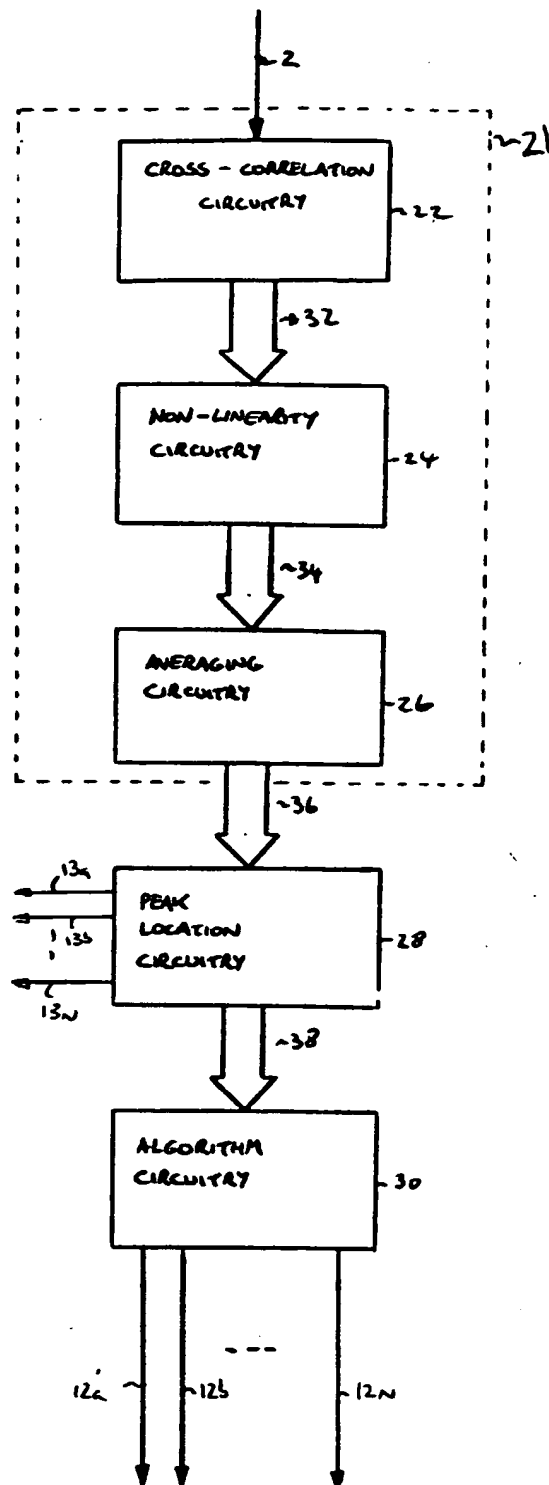 2
21
CROSS-CORRELATION
CIRCUITRY
22
32
NON-LINEARITY
CIRCUITRY
24
34
AVERAGING
CIRCUITRY
26
36
13a
PEAK
LOCATION
CIRCUITRY
13b
28
13N
38
ALGORITHM
CIRCUITRY
30
12a
12b
12N